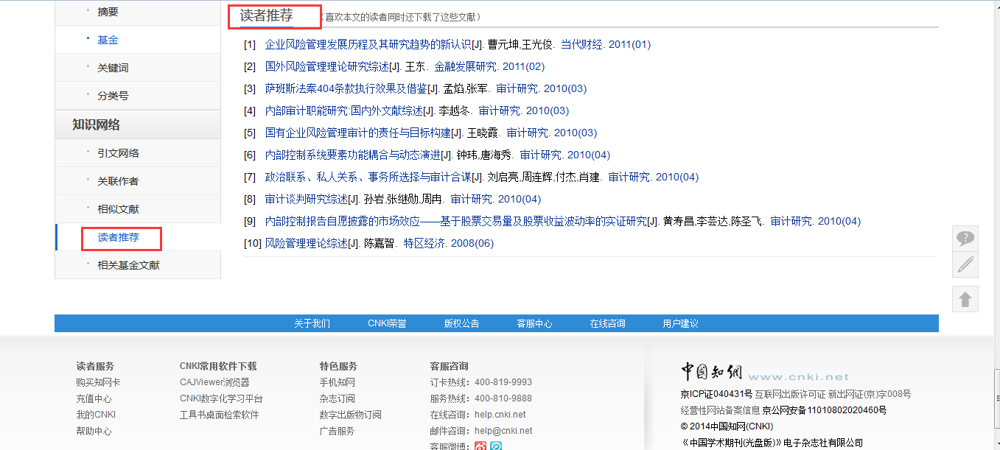 摘要
基金
关键词
分类号
知识网络
引文网络
关联作者
相似文献
读者推荐
相关基金文献
读者推荐（喜欢本文的读者同时还下载了这些文献）
[1] 企业风险管理发展历程及其研究趋势的新认识[J]. 曹元坤,王光俊. 当代财经. 2011(01)
[2] 国外风险管理理论研究综述[J]. 王东. 金融发展研究. 2011(02)
[3] 萨班斯法案404条款执行效果及借鉴[J]. 孟焰,张军. 审计研究. 2010(03)
[4] 内部审计职能研究:国内外文献综述[J]. 李越冬. 审计研究. 2010(03)
[5] 国有企业风险管理审计的责任与目标构建[J]. 王晓霞. 审计研究. 2010(03)
[6] 内部控制系统要素功能耦合与动态演进[J]. 钟玮,唐海秀. 审计研究. 2010(04)
[7] 政治联系、私人关系、事务所选择与审计合谋[J]. 刘启亮,周连辉,付杰,肖建. 审计研究. 2010(04)
[8] 审计谈判研究综述[J]. 孙岩,张继勋,周冉. 审计研究. 2010(04)
[9] 内部控制报告自愿披露的市场效应——基于股票交易量及股票收益波动率的实证研究[J]. 黄寿昌,李芸达,陈圣飞. 审计研究. 2010(04)
[10] 风险管理理论综述[J]. 陈嘉智. 特区经济. 2008(06)
关于我们 CNKI荣誉 版权公告 客服中心 在线咨询 用户建议
读者服务
购买知网卡
充值中心
我的CNKI
帮助中心
CNKI常用软件下载
CAJViewer浏览器
CNKI数字化学习平台
工具书桌面检索软件
特色服务
手机知网
杂志订阅
数字出版物订阅
广告服务
客服咨询
订卡热线：400-819-9993
服务热线：400-810-9888
在线咨询：help.cnki.net
邮件咨询：help@cnki.net
客服微博：
中国知网 www.cnki.net
京ICP证040431号 互联网出版许可证 新出网证(京)字008号
经营性网站备案信息 京公网安备11010802020460号
© 2014中国知网(CNKI)
《中国学术期刊(光盘版)》电子杂志社有限公司